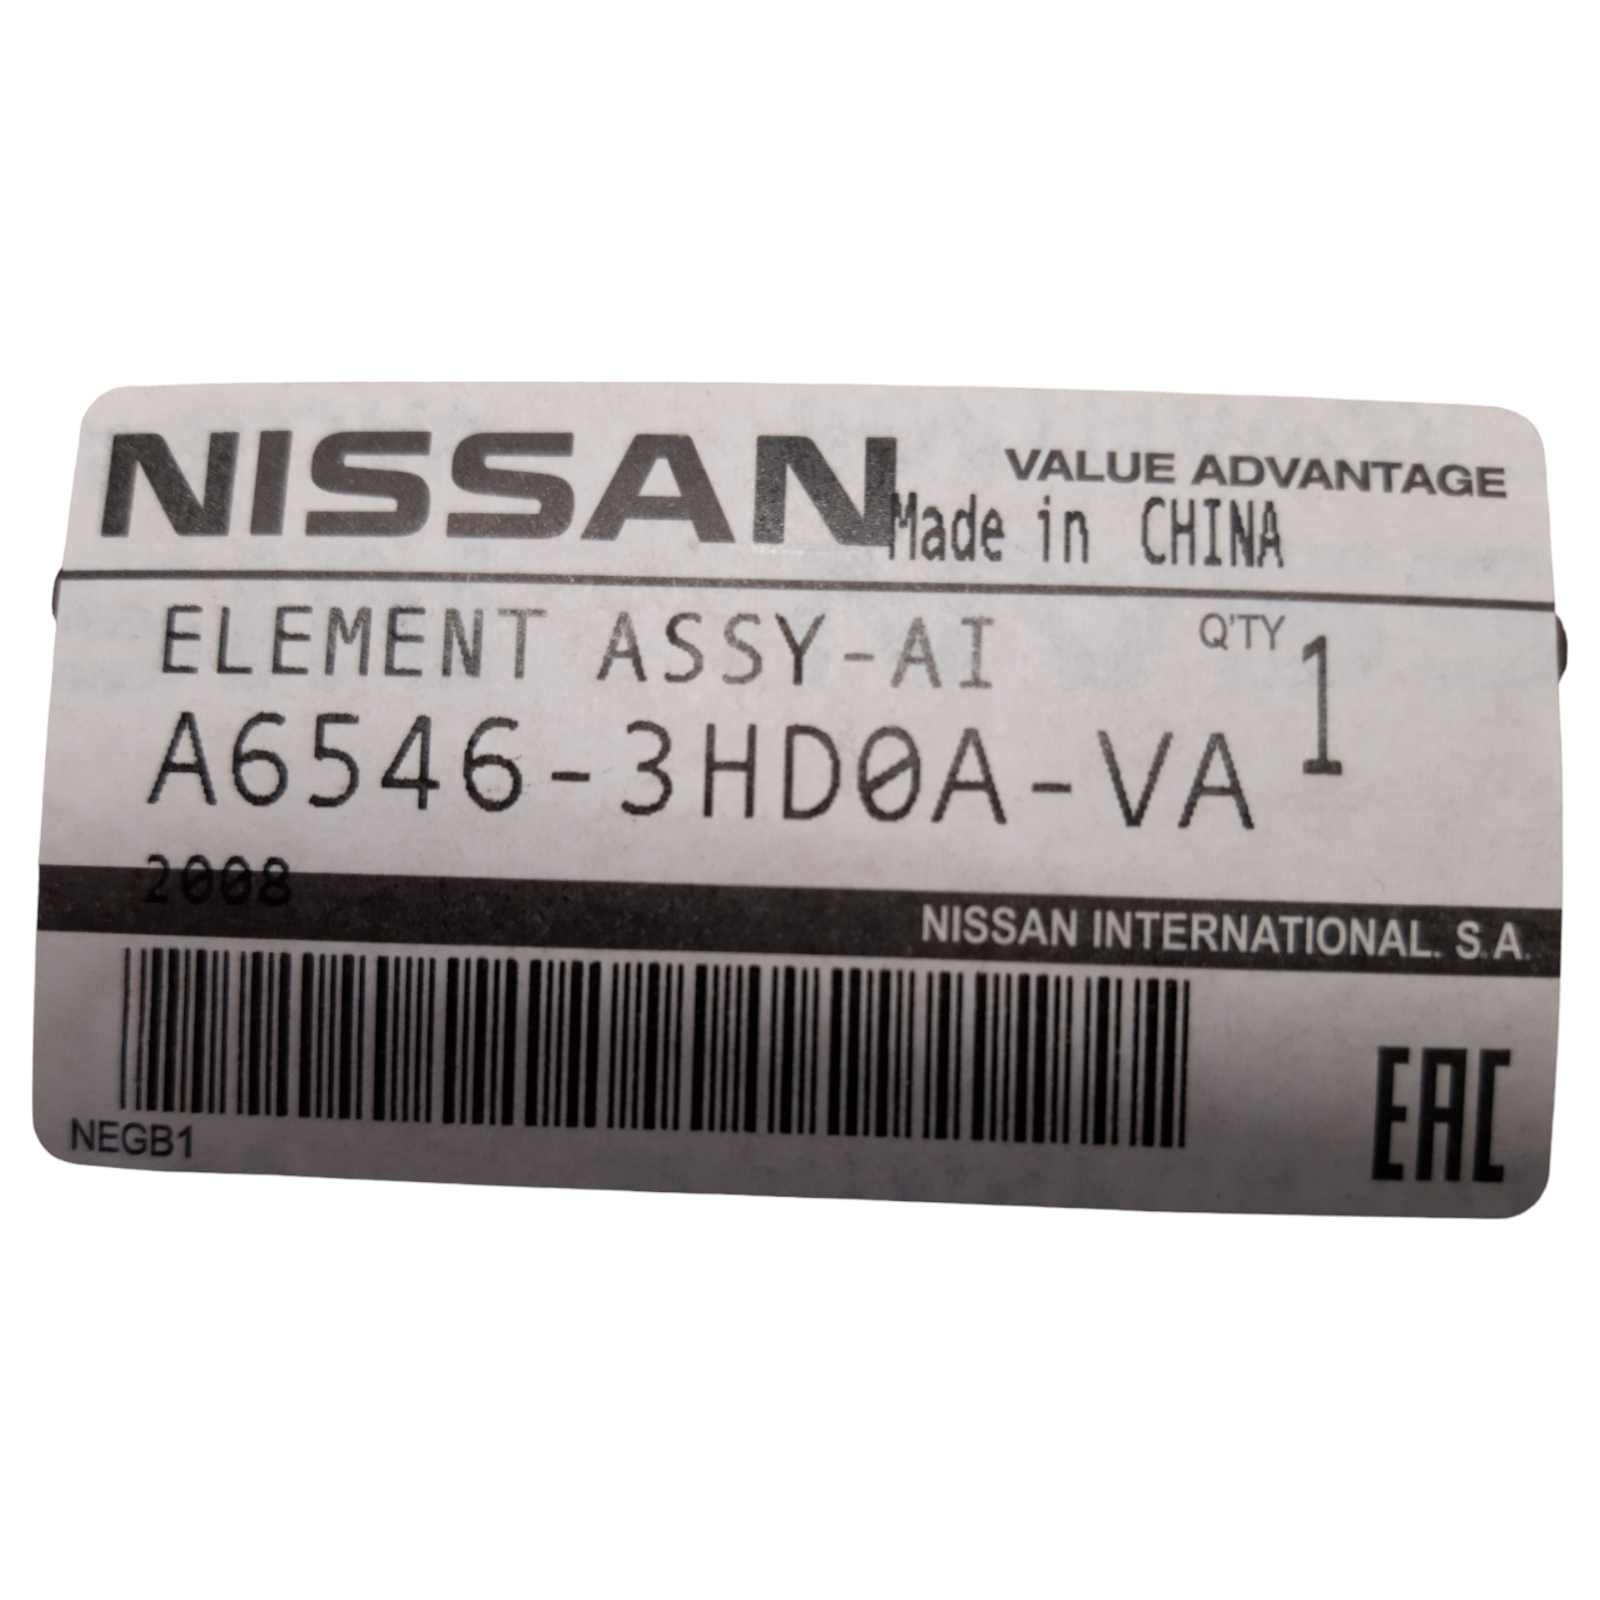 NISSAN VALUE ADVANTAGE
Made in CHINA
ELEMENT ASSY-AI Q'TY 1
A6546-3HD0A-VA
2008
NISSAN INTERNATIONAL. S.A.
NEGB1
EAC